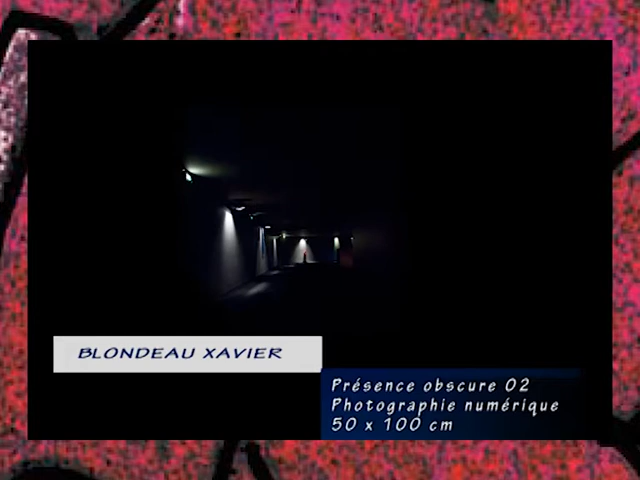 BLONDEAU XAVIER
Présence obscure 02
Photographie numérique
50 x 100 cm